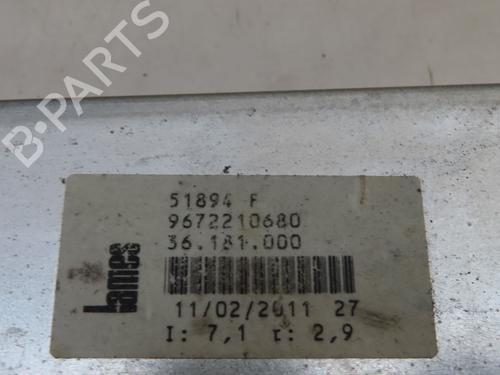 B-PARTS
51894 F
9672210680
36.181.000
lames
11/02/2011 27
I: 7,1 r: 2,9